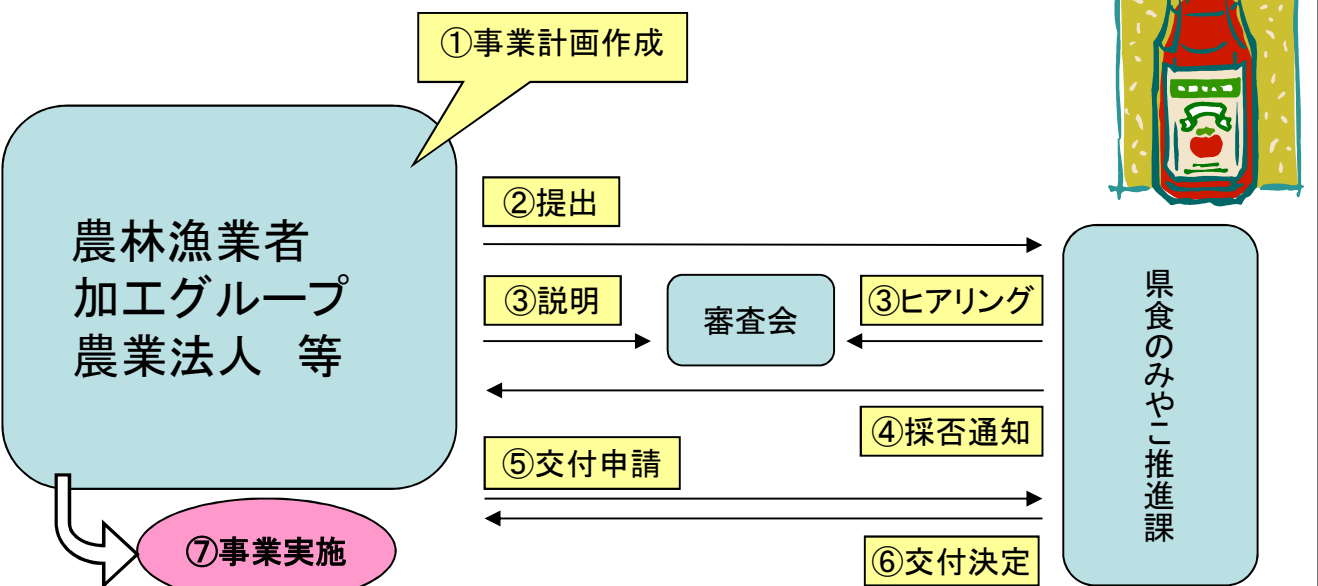 ①事業計画作成
農林漁業者
加工グループ
農業法人 等
②提出
③説明
審査会
③ヒアリング
④採否通知
⑤交付申請
⑥交付決定
⑦事業実施
県食のみやこ推進課